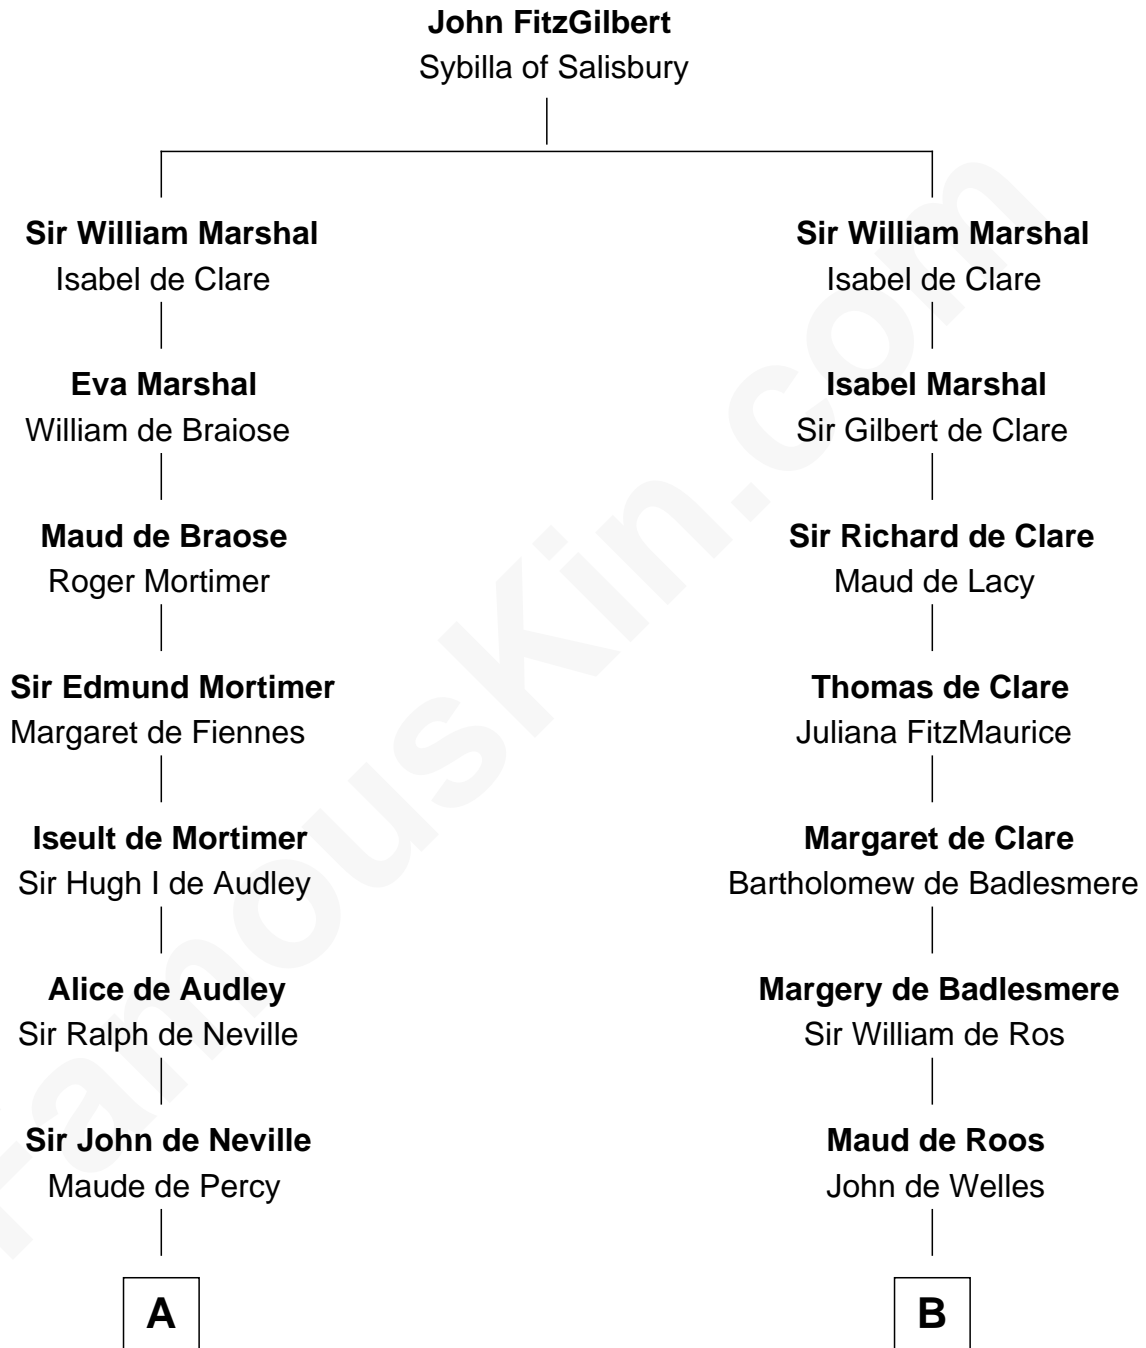 John FitzGilbert
Sybilla of Salisbury
Sir William Marshal
Isabel de Clare
Sir William Marshal
Isabel de Clare
Eva Marshal
William de Braiose
Isabel Marshal
Sir Gilbert de Clare
Maud de Braose
Roger Mortimer
Sir Richard de Clare
Maud de Lacy
Sir Edmund Mortimer
Margaret de Fiennes
Thomas de Clare
Juliana FitzMaurice
Iseult de Mortimer
Sir Hugh I de Audley
Margaret de Clare
Bartholomew de Badlesmere
Alice de Audley
Sir Ralph de Neville
Margery de Badlesmere
Sir William de Ros
Sir John de Neville
Maude de Percy
Maud de Roos
John de Welles
A
B
FamousKin.com